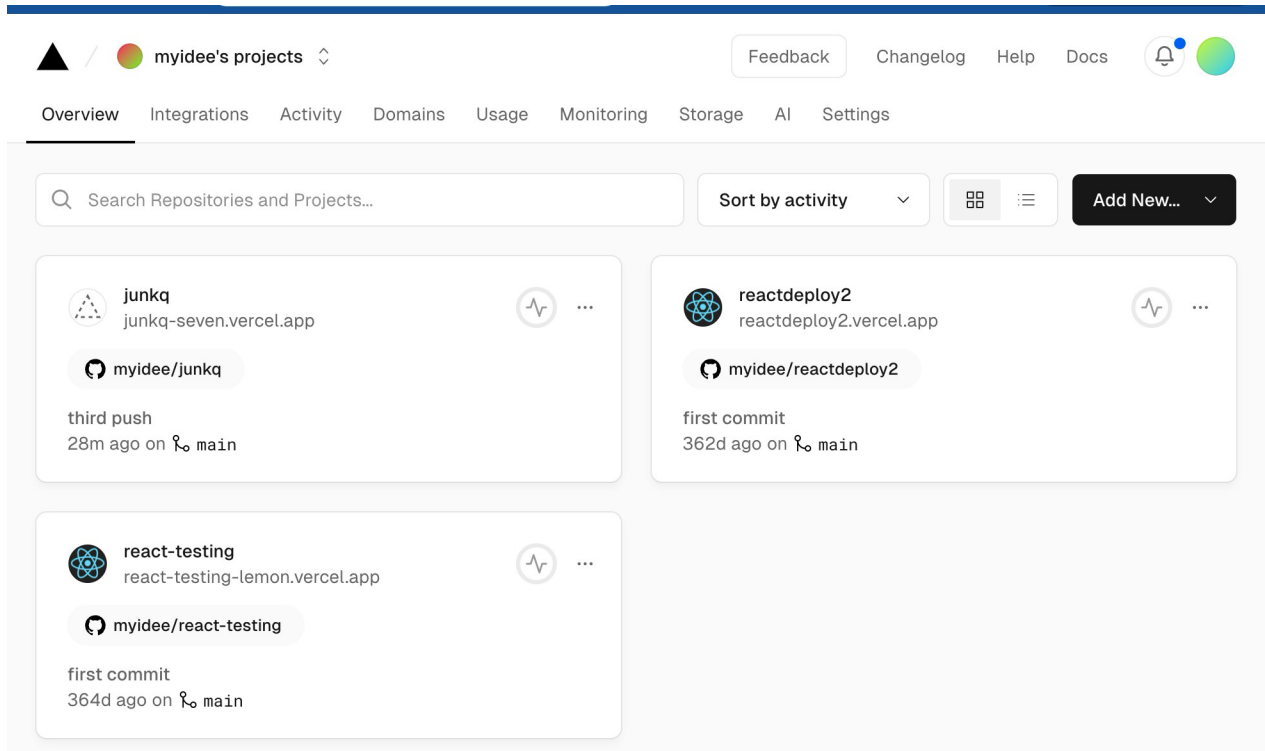 myidee's projects
Feedback
Changelog
Help
Docs
Overview
Integrations
Activity
Domains
Usage
Monitoring
Storage
AI
Settings
Search Repositories and Projects...
Sort by activity
Add New...
junkq
junkq-seven.vercel.app
myidee/junkq
third push
28m ago on main
reactdeploy2
reactdeploy2.vercel.app
myidee/reactdeploy2
first commit
362d ago on main
react-testing
react-testing-lemon.vercel.app
myidee/react-testing
first commit
364d ago on main